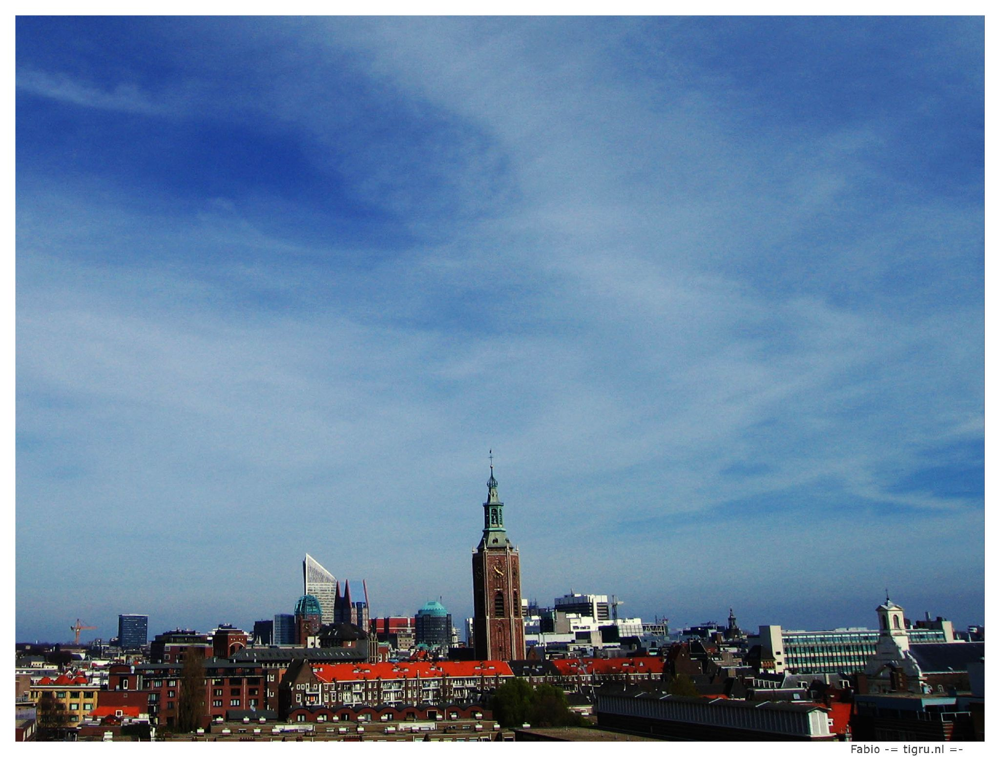 Fabio -= tigru.nl =-